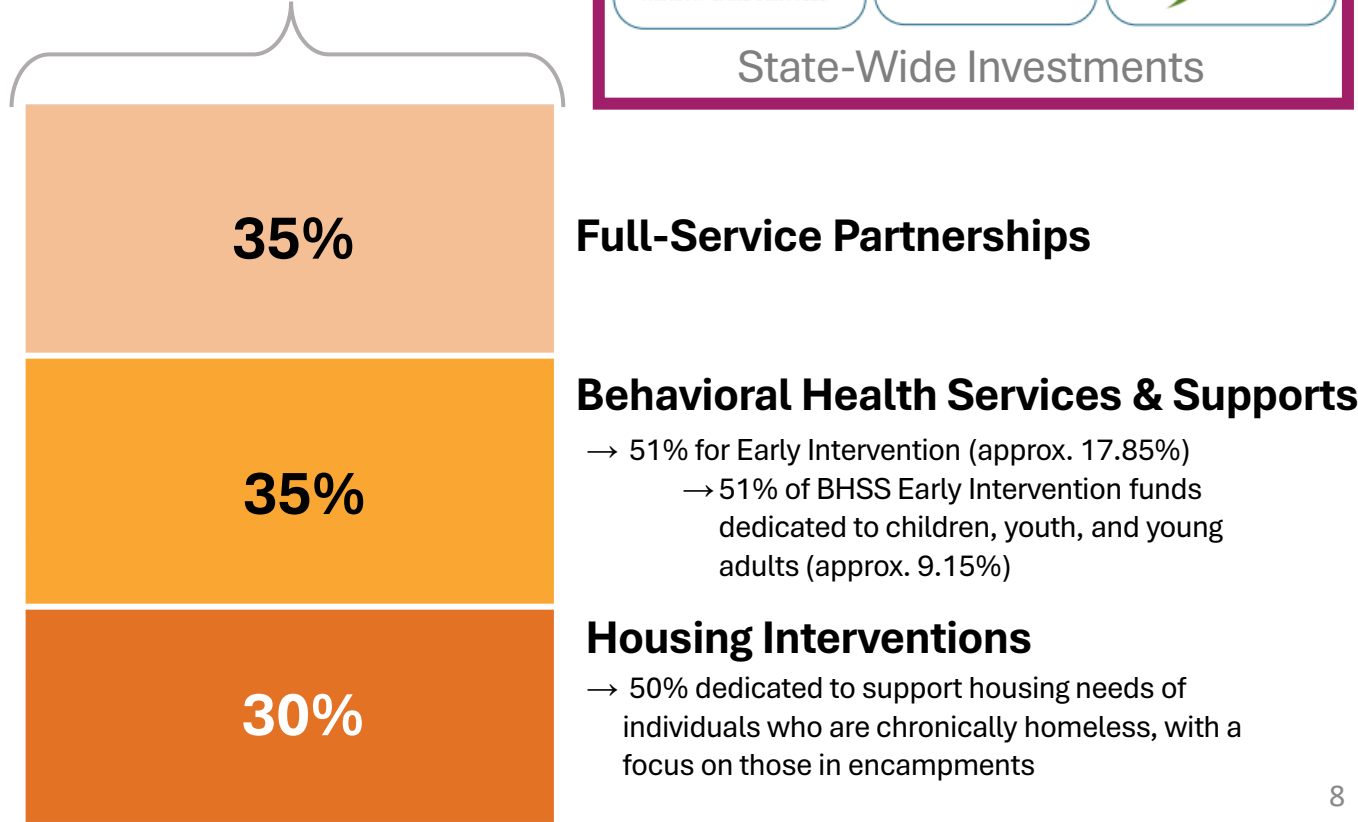 State-Wide Investments
35%
Full-Service Partnerships
35%
Behavioral Health Services & Supports
→ 51% for Early Intervention (approx. 17.85%)
→ 51% of BHSS Early Intervention funds
dedicated to children, youth, and young
adults (approx. 9.15%)
30%
Housing Interventions
→ 50% dedicated to support housing needs of
individuals who are chronically homeless, with a
focus on those in encampments
8